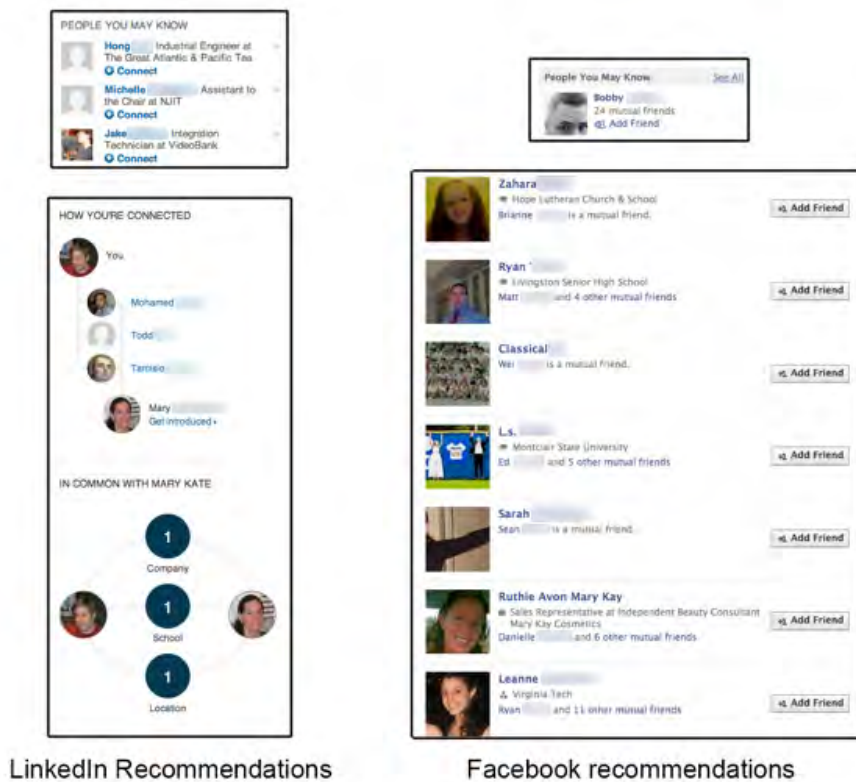 PEOPLE YOU MAY KNOW
Hong Industrial Engineer at
The Great Atlantic & Pacific Tea
Connect
Michelle Assistant to
the Chair at NJIT
Connect
Jake Integration
Technician at VideoBank
Connect
HOW YOU'RE CONNECTED
You
Mohamed
Todd
Tarcisio
Mary
Get introduced ›
IN COMMON WITH MARY KATE
1
Company
1
School
1
Location
LinkedIn Recommendations
People You May Know See All
Bobby
24 mutual friends
Add Friend
Zahara
Hope Lutheran Church & School
Brianne is a mutual friend.
Add Friend
Ryan
Livingston Senior High School
Matt and 4 other mutual friends
Add Friend
Classical
Wei is a mutual friend.
Add Friend
L.s.
Montclair State University
Ed and 5 other mutual friends
Add Friend
Sarah
Sean is a mutual friend.
Add Friend
Ruthie Avon Mary Kay
Sales Representative at Independent Beauty Consultant
Mary Kay Cosmetics
Danielle and 6 other mutual friends
Add Friend
Leanne
Virginia Tech
Ryan and 11 other mutual friends
Add Friend
Facebook recommendations